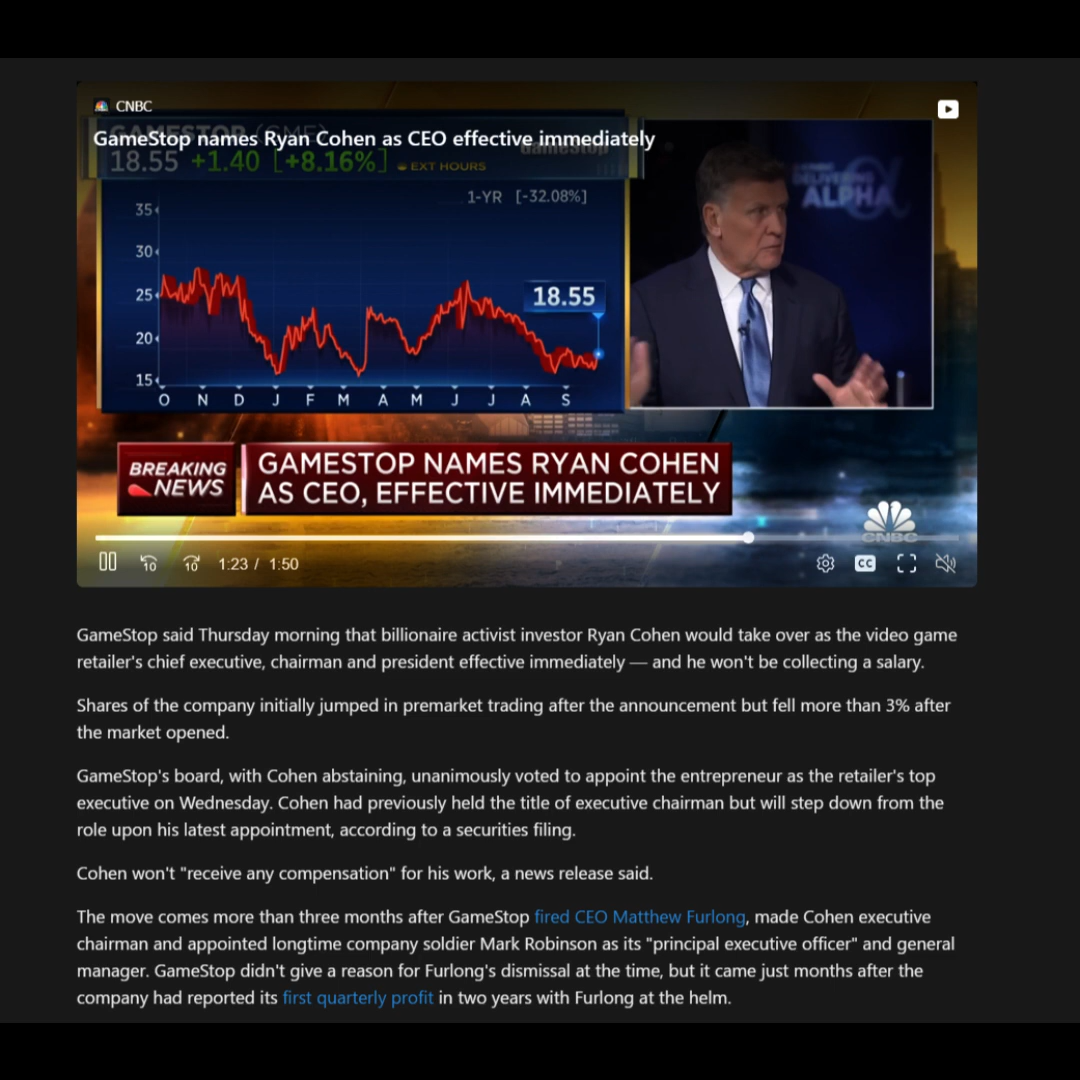 CNBC
GAMESTOP (GME)
GameStop names Ryan Cohen as CEO effective immediately
GameStop
18.55 +1.40 [+8.16%] EXT HOURS
1-YR [-32.08%]
35
30
25
20
15
18.55
O N D J F M A M J J A S
DELIVERING
ALPHA
BREAKING
NEWS
GAMESTOP NAMES RYAN COHEN
AS CEO, EFFECTIVE IMMEDIATELY
CNBC
10 10 1:23 / 1:50 CC
GameStop said Thursday morning that billionaire activist investor Ryan Cohen would take over as the video game
retailer's chief executive, chairman and president effective immediately — and he won't be collecting a salary.
Shares of the company initially jumped in premarket trading after the announcement but fell more than 3% after
the market opened.
GameStop's board, with Cohen abstaining, unanimously voted to appoint the entrepreneur as the retailer's top
executive on Wednesday. Cohen had previously held the title of executive chairman but will step down from the
role upon his latest appointment, according to a securities filing.
Cohen won't "receive any compensation" for his work, a news release said.
The move comes more than three months after GameStop fired CEO Matthew Furlong, made Cohen executive
chairman and appointed longtime company soldier Mark Robinson as its "principal executive officer" and general
manager. GameStop didn't give a reason for Furlong's dismissal at the time, but it came just months after the
company had reported its first quarterly profit in two years with Furlong at the helm.